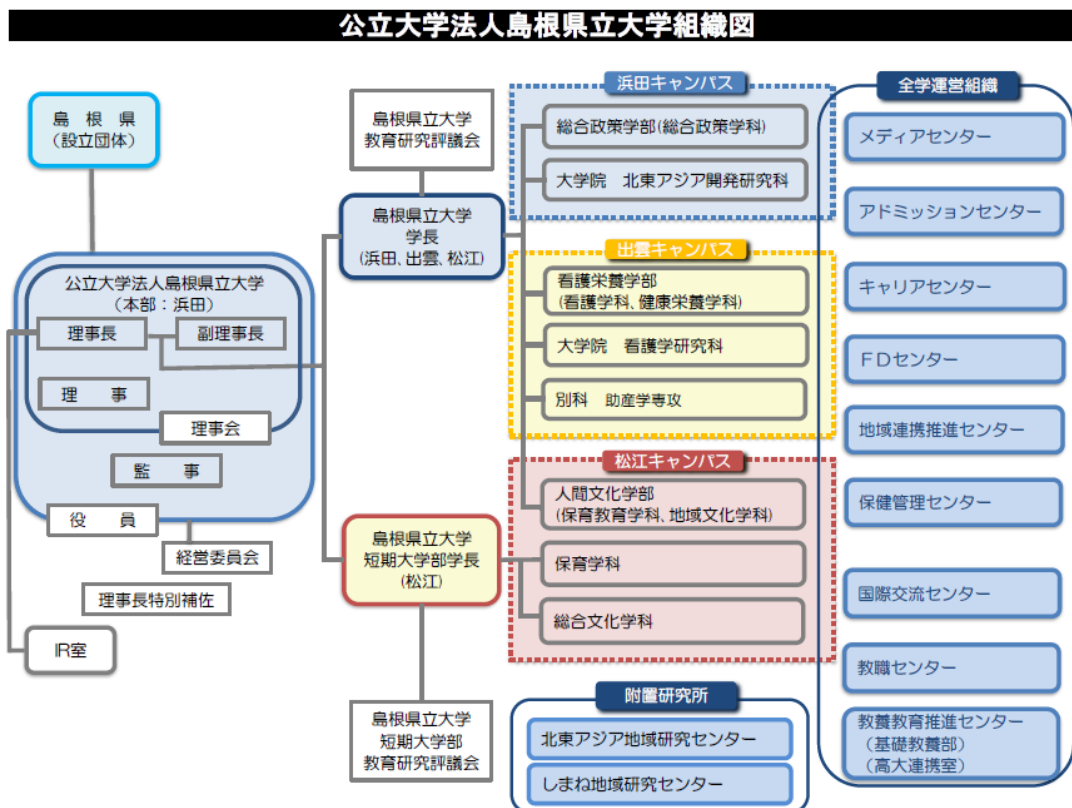 公立大学法人島根県立大学組織図
島根県
(設立団体)
公立大学法人島根県立大学
(本部:浜田)
理事長
副理事長
理事
理事会
監事
役員
経営委員会
理事長特別補佐
IR室
島根県立大学
教育研究評議会
島根県立大学
学長
(浜田、出雲、松江)
島根県立大学
短期大学部学長
(松江)
島根県立大学
短期大学部
教育研究評議会
浜田キャンパス
総合政策学部(総合政策学科)
大学院 北東アジア開発研究科
出雲キャンパス
看護栄養学部
(看護学科、健康栄養学科)
大学院 看護学研究科
別科 助産学専攻
松江キャンパス
人間文化学部
(保育教育学科、地域文化学科)
保育学科
総合文化学科
附置研究所
北東アジア地域研究センター
しまね地域研究センター
全学運営組織
メディアセンター
アドミッションセンター
キャリアセンター
FDセンター
地域連携推進センター
保健管理センター
国際交流センター
教職センター
教養教育推進センター
(基礎教養部)
(高大連携室)